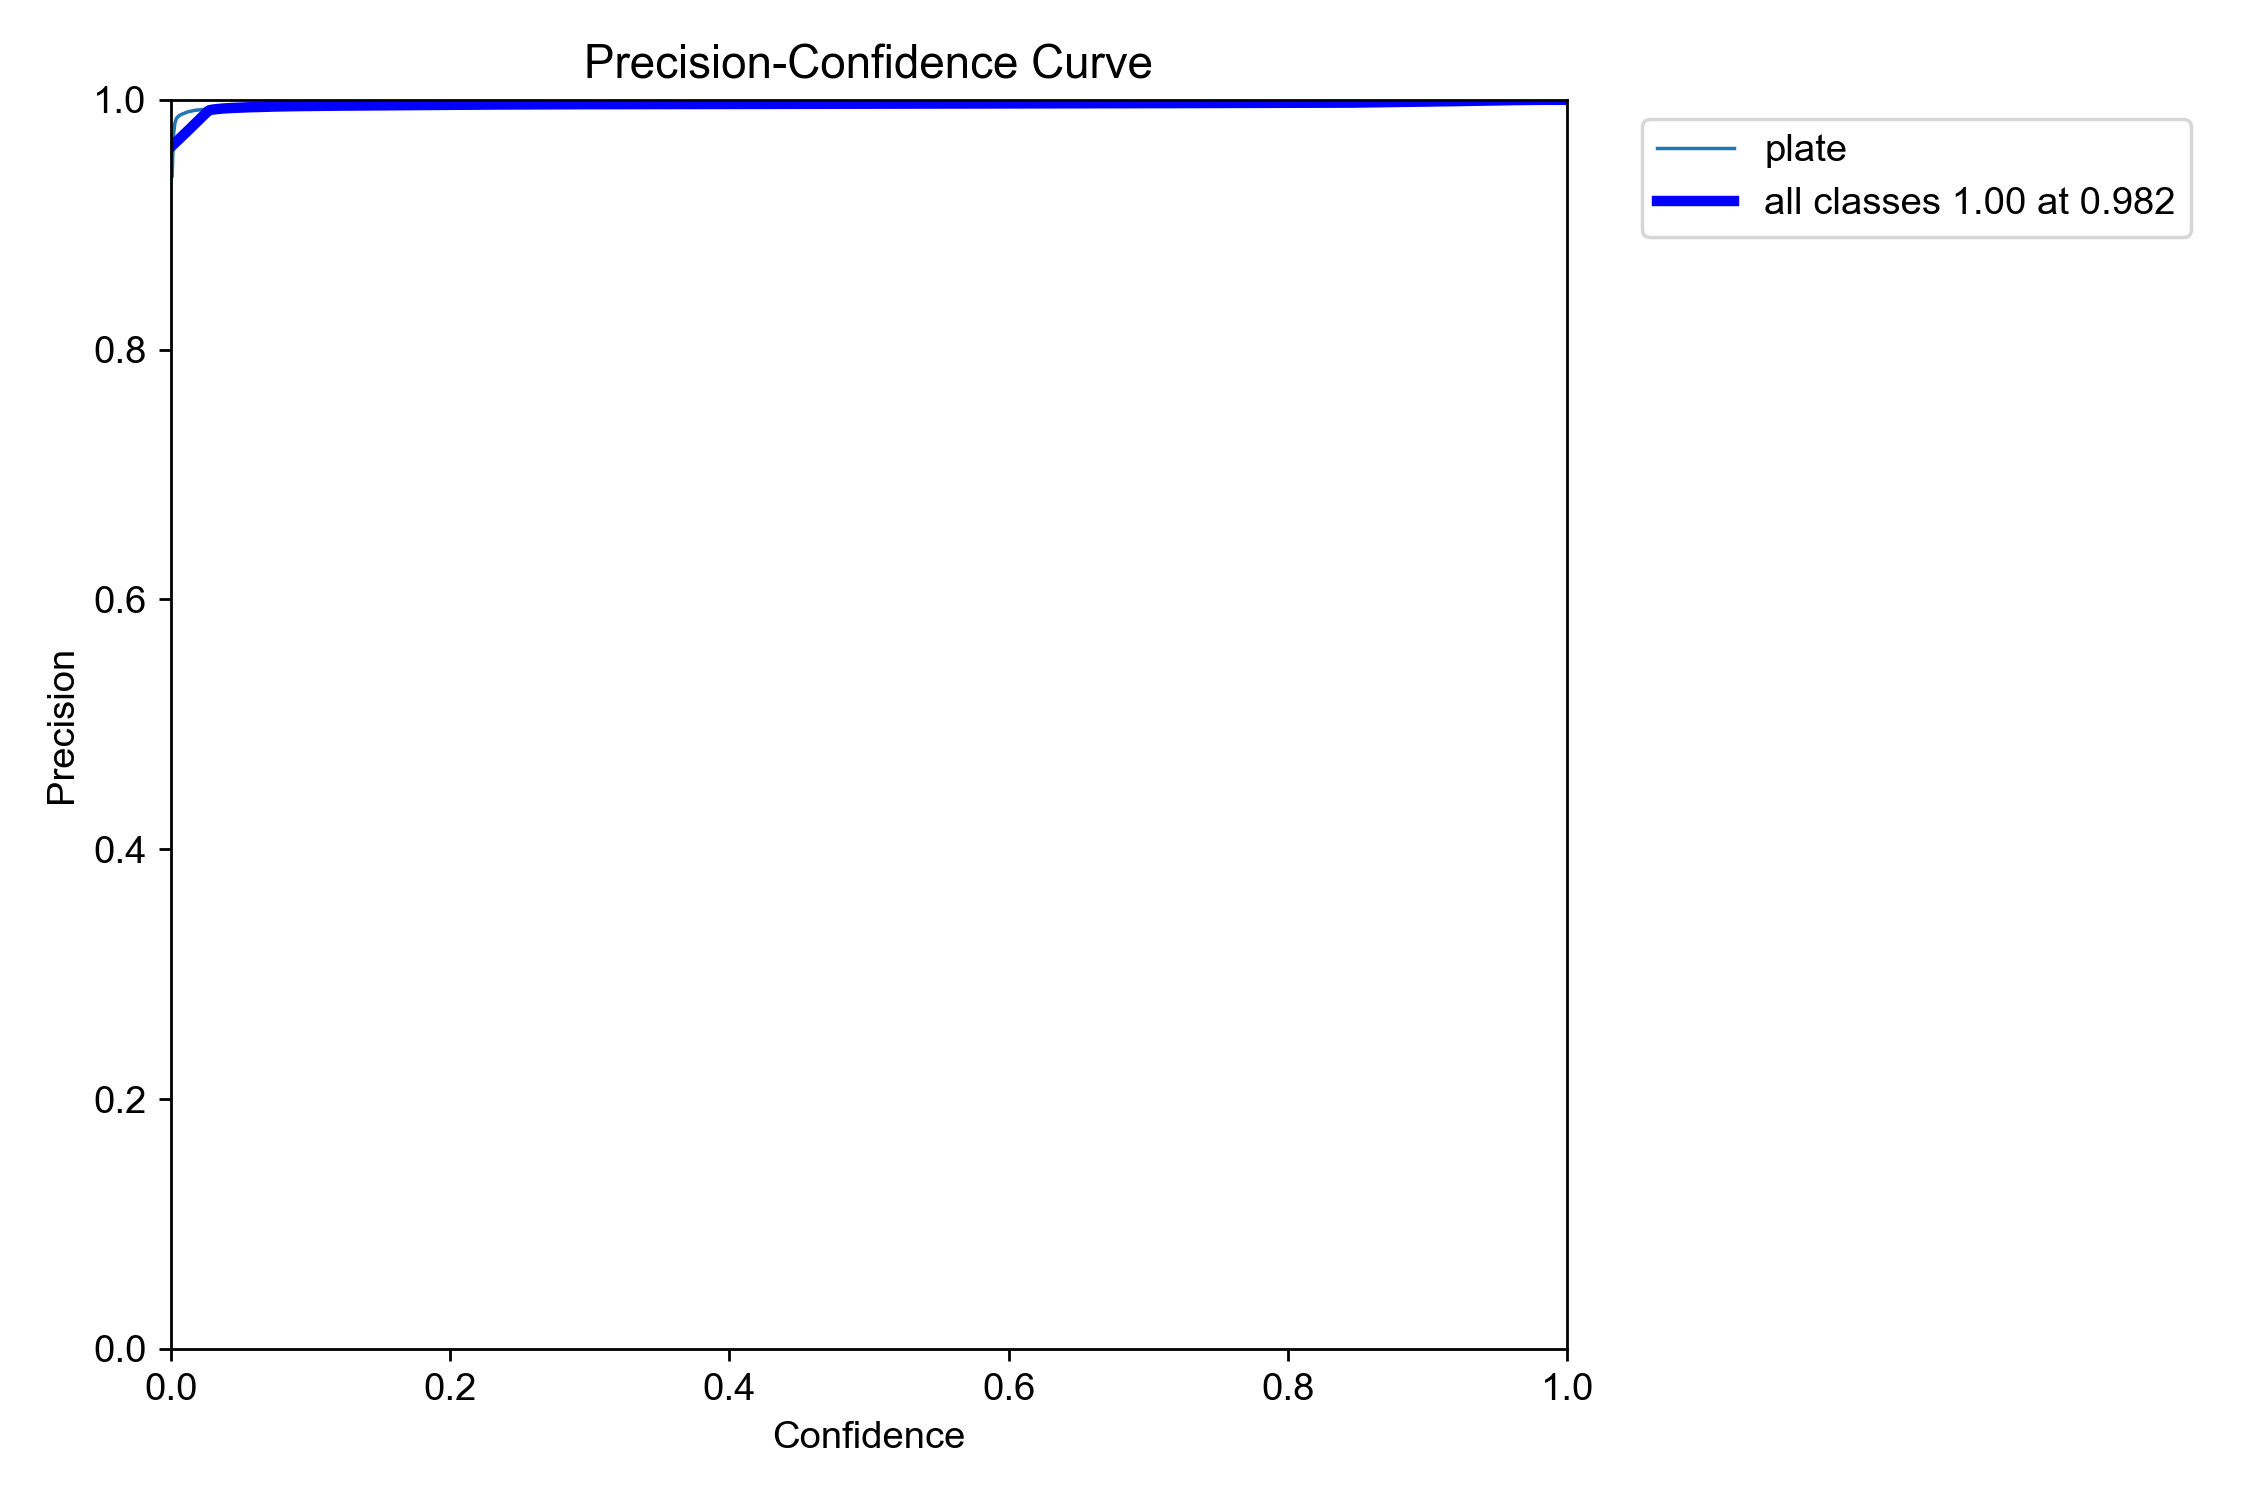 Precision-Confidence Curve
1.0
0.8
0.6
0.4
0.2
0.0
Precision
0.0 0.2 0.4 0.6 0.8 1.0
Confidence
plate
all classes 1.00 at 0.982